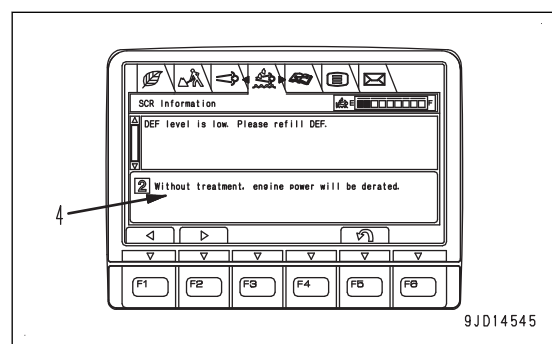 SCR Information
E F
DEF level is low. Please refill DEF.
2 Without treatment, engine power will be derated.
4
F1 F2 F3 F4 F5 F6
9JD14545